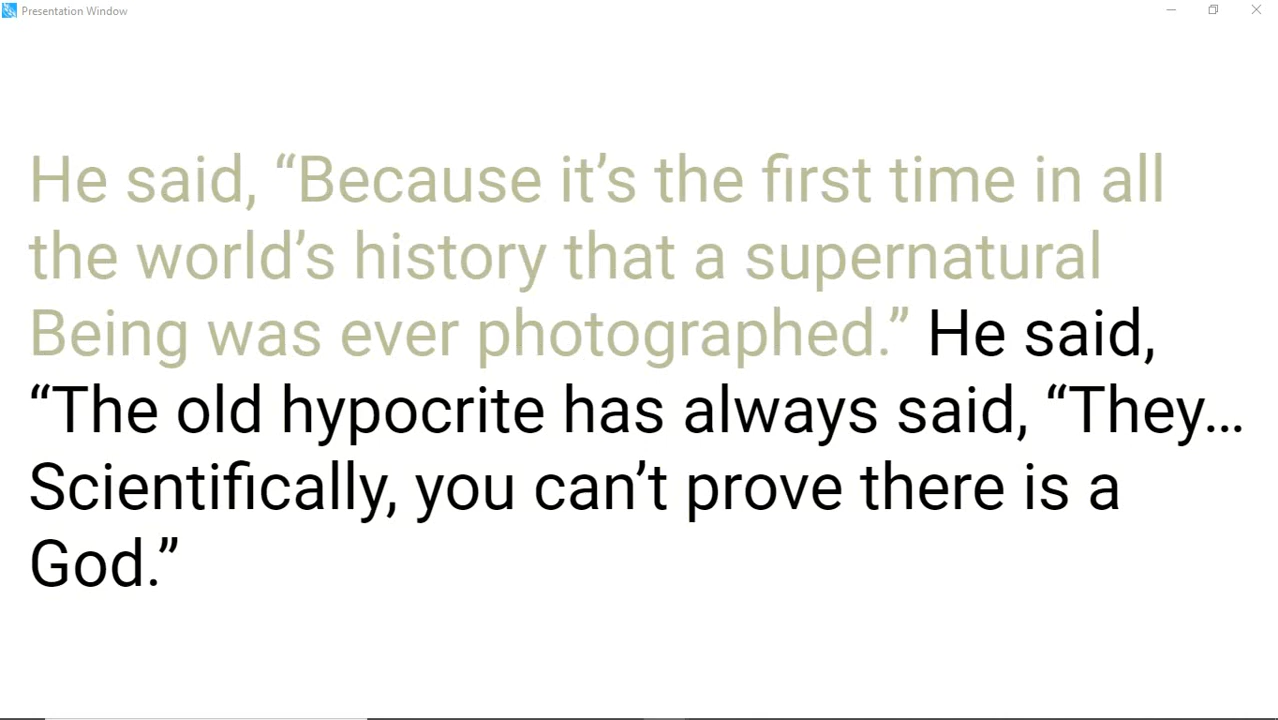 Presentation Window
He said, “Because it’s the first time in all
the world’s history that a supernatural
Being was ever photographed.” He said,
“The old hypocrite has always said, “They…
Scientifically, you can’t prove there is a
God.”